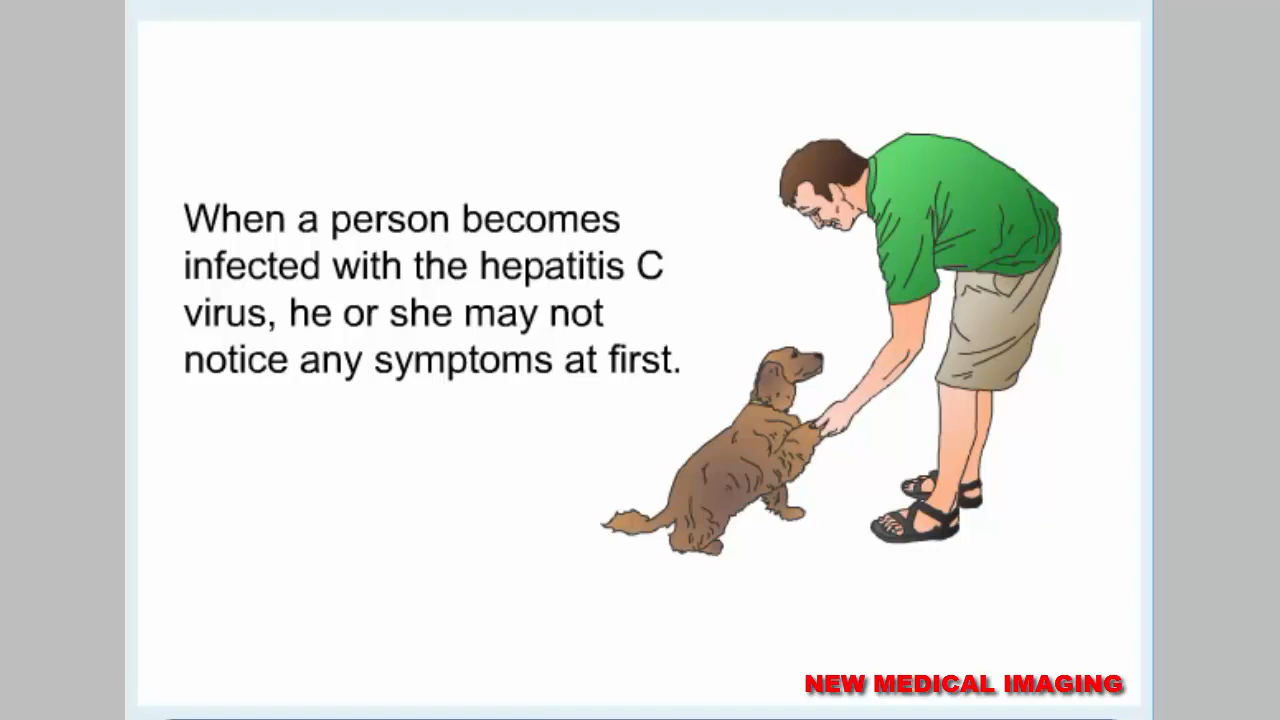 When a person becomes
infected with the hepatitis C
virus, he or she may not
notice any symptoms at first.
NEW MEDICAL IMAGING